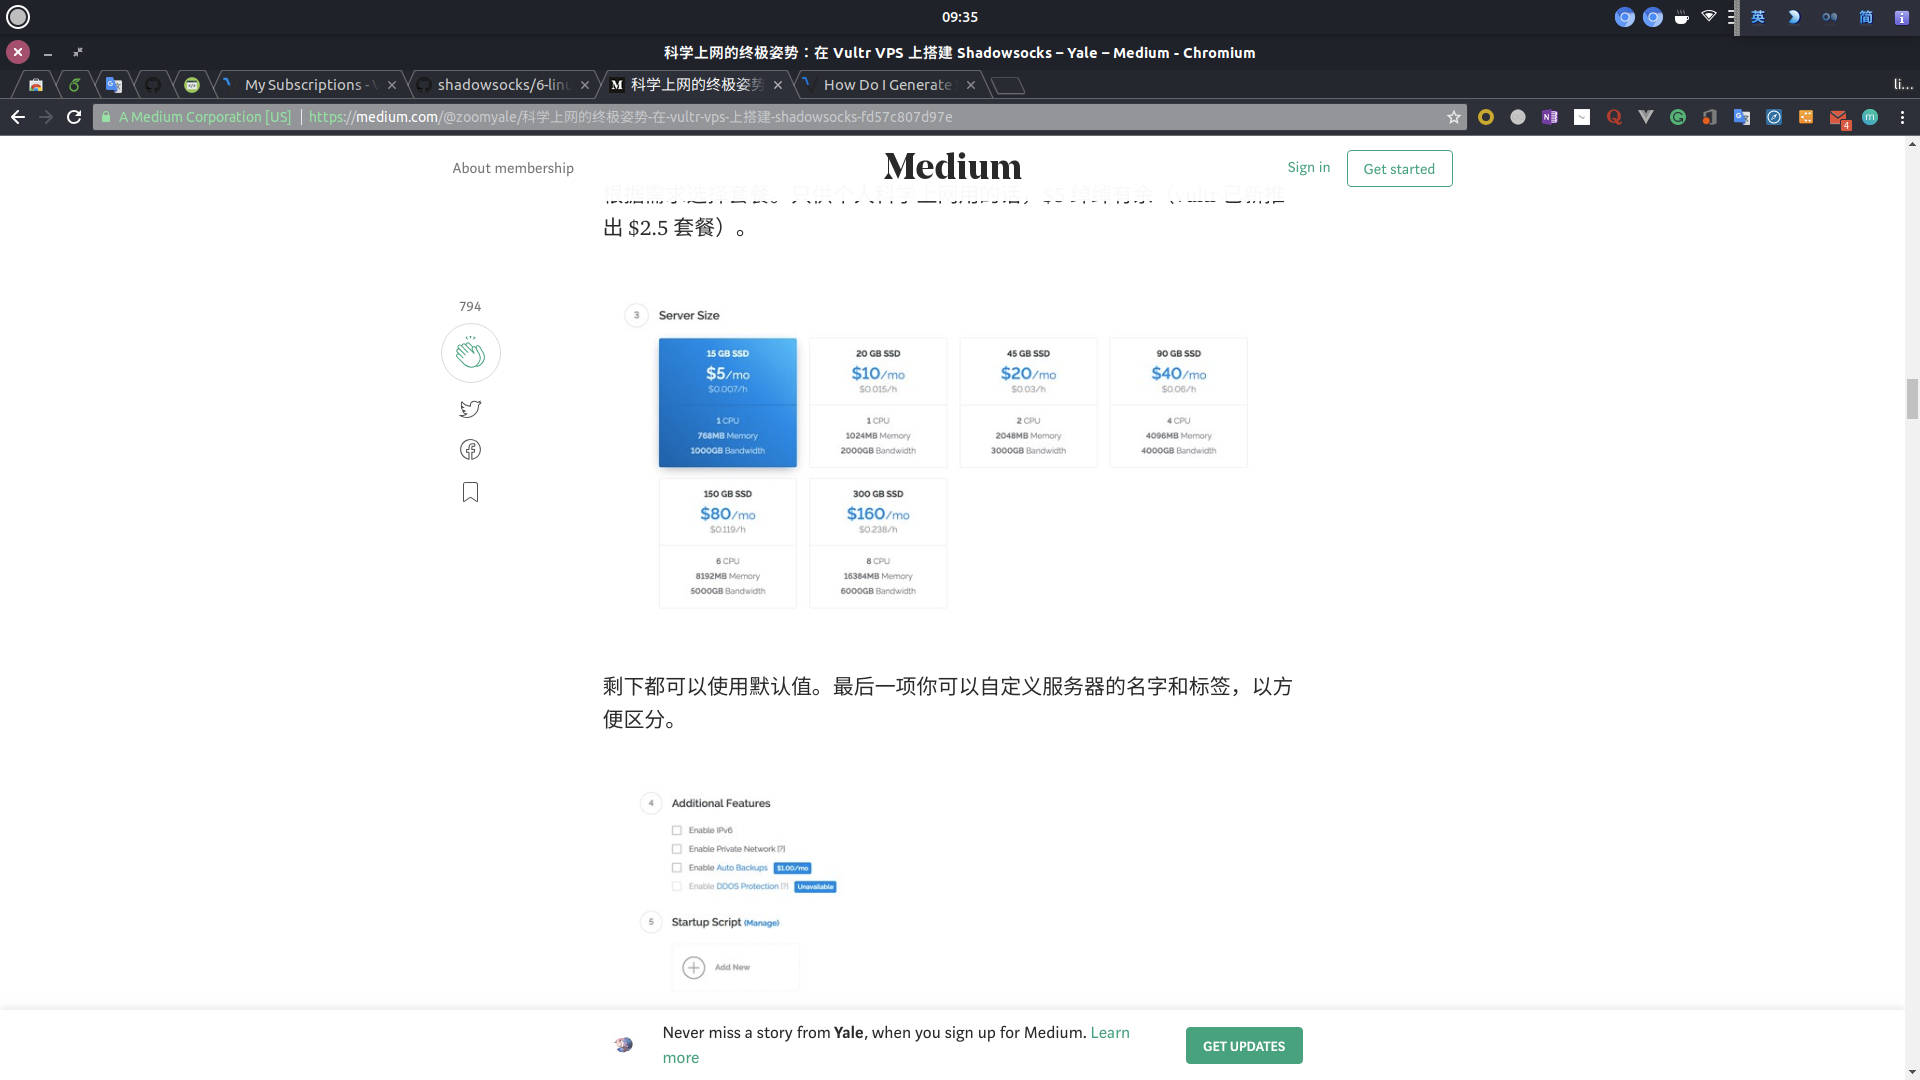 09:35
英
简
科学上网的终极姿势：在 Vultr VPS 上搭建 Shadowsocks – Yale – Medium - Chromium
My Subscriptions -
shadowsocks/6-linu
科学上网的终极姿势
How Do I Generate
li...
A Medium Corporation [US]
https://medium.com/@zoomyale/科学上网的终极姿势-在-vultr-vps-上搭建-shadowsocks-fd57c807d97e
4
About membership
Medium
Sign in
Get started
出 $2.5 套餐）。
794
3 Server Size
15 GB SSD
$5/mo
$0.007/h
1 CPU
768MB Memory
1000GB Bandwidth
20 GB SSD
$10/mo
$0.015/h
1 CPU
1024MB Memory
2000GB Bandwidth
45 GB SSD
$20/mo
$0.03/h
2 CPU
2048MB Memory
3000GB Bandwidth
90 GB SSD
$40/mo
$0.06/h
4 CPU
4096MB Memory
4000GB Bandwidth
150 GB SSD
$80/mo
$0.119/h
6 CPU
8192MB Memory
5000GB Bandwidth
300 GB SSD
$160/mo
$0.238/h
8 CPU
16384MB Memory
6000GB Bandwidth
剩下都可以使用默认值。最后一项你可以自定义服务器的名字和标签，以方
便区分。
4 Additional Features
Enable IPv6
Enable Private Network [?]
Enable Auto Backups $1.00/mo
Enable DDOS Protection [?] Unavailable
5 Startup Script (Manage)
Add New
Never miss a story from Yale, when you sign up for Medium. Learn
more
GET UPDATES